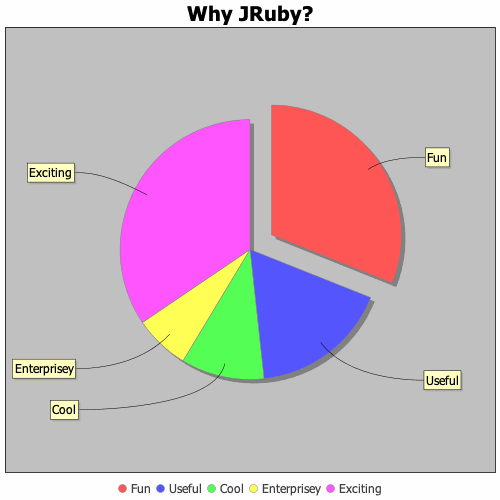 Why JRuby?
Fun
Exciting
Enterprisey
Useful
Cool
Fun Useful Cool Enterprisey Exciting